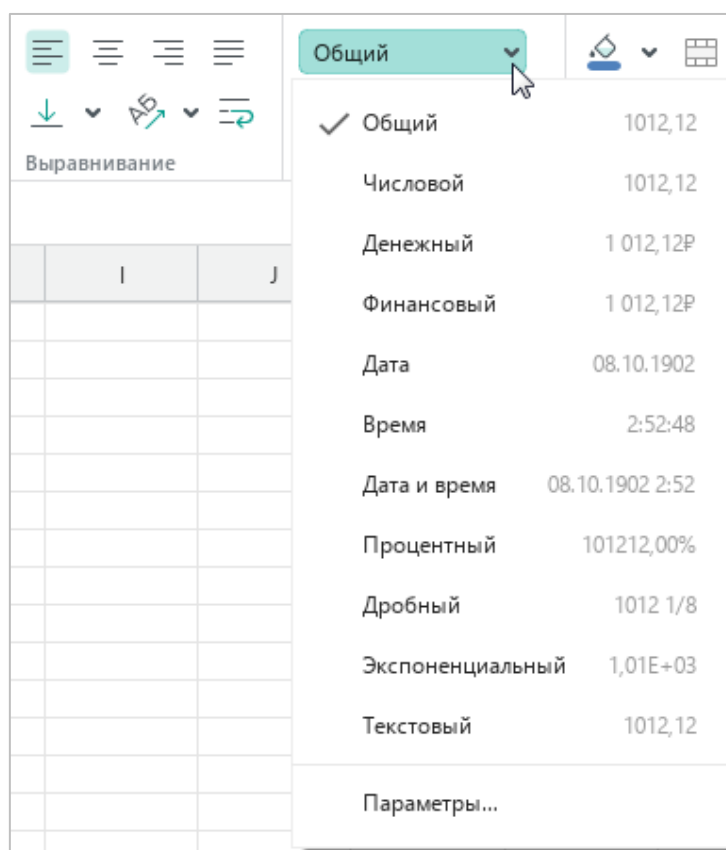 Общий
АБ
Выравнивание
I J
Общий 1012,12
Числовой 1012,12
Денежный 1 012,12₽
Финансовый 1 012,12₽
Дата 08.10.1902
Время 2:52:48
Дата и время 08.10.1902 2:52
Процентный 101212,00%
Дробный 1012 1/8
Экспоненциальный 1,01E+03
Текстовый 1012,12
Параметры...